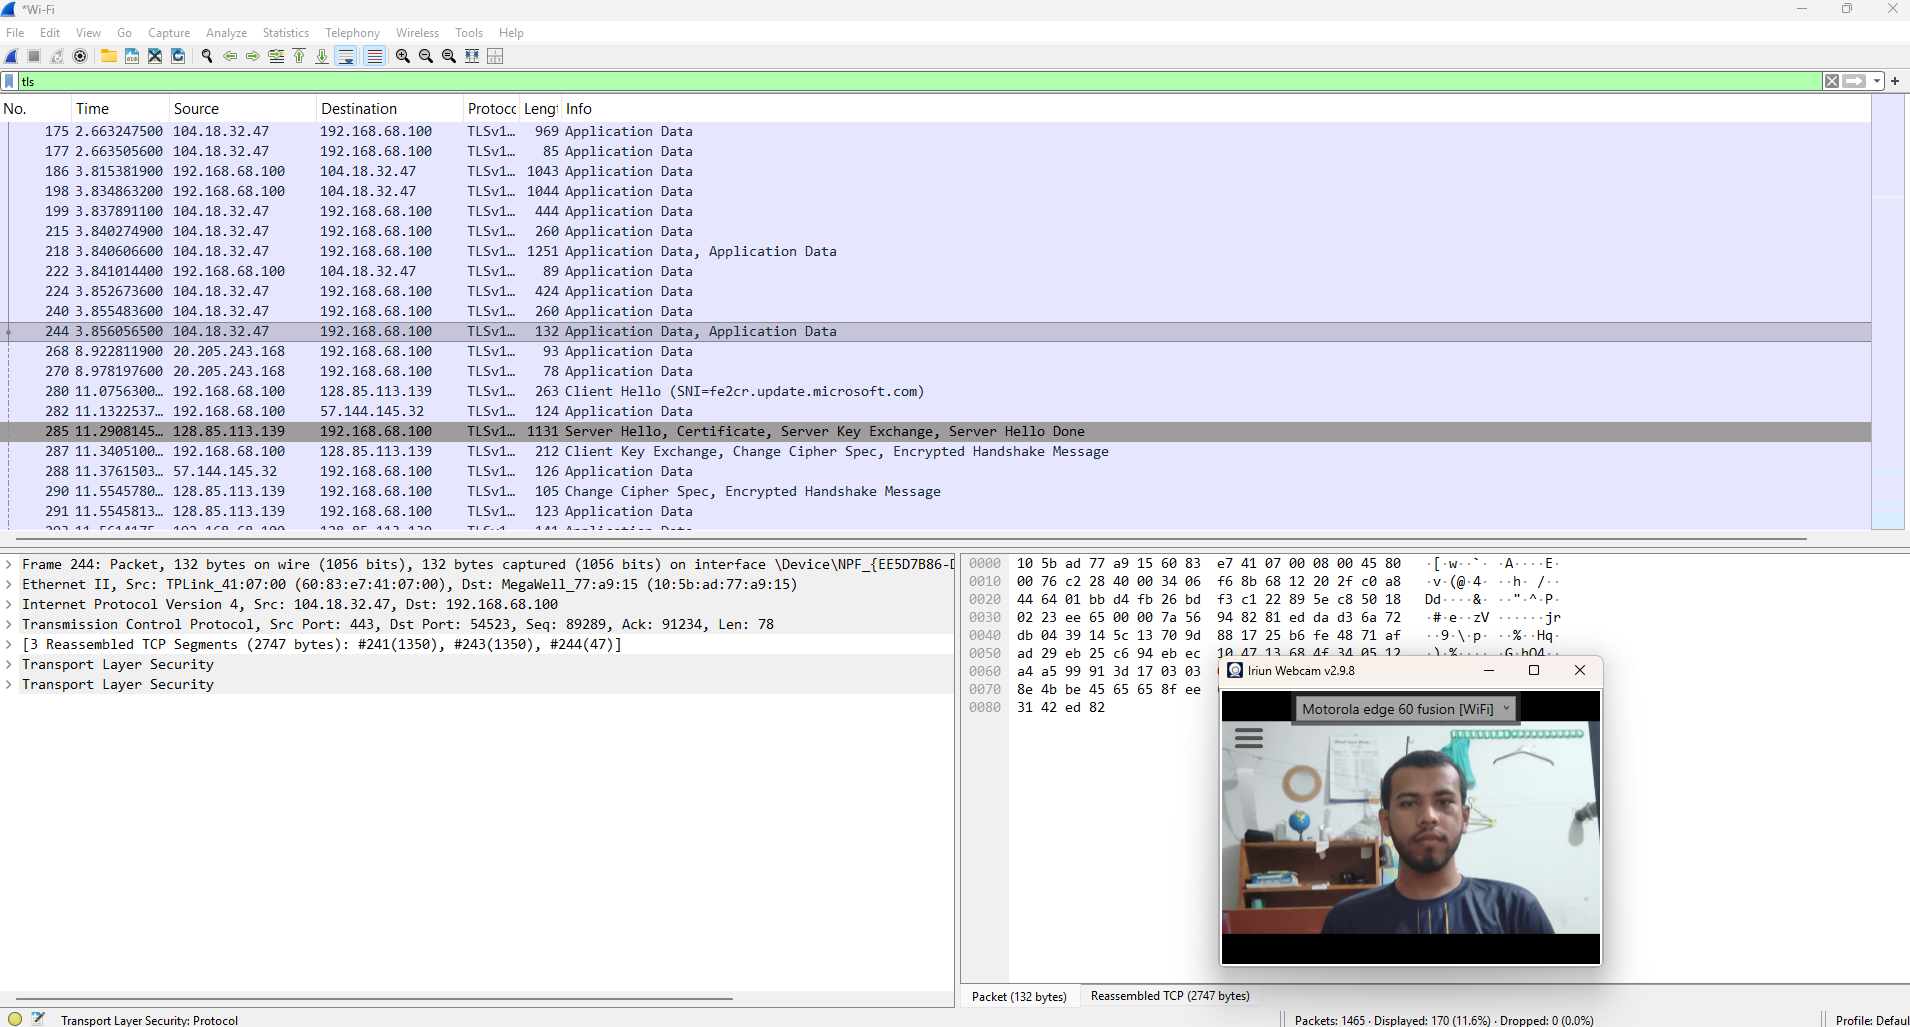 *Wi-Fi
File Edit View Go Capture Analyze Statistics Telephony Wireless Tools Help
tls
No. Time Source Destination Protoc Leng Info
175 2.663247500 104.18.32.47 192.168.68.100 TLSv1… 969 Application Data
177 2.663505600 104.18.32.47 192.168.68.100 TLSv1… 85 Application Data
186 3.815381900 192.168.68.100 104.18.32.47 TLSv1… 1043 Application Data
198 3.834863200 192.168.68.100 104.18.32.47 TLSv1… 1044 Application Data
199 3.837891100 104.18.32.47 192.168.68.100 TLSv1… 444 Application Data
215 3.840274900 104.18.32.47 192.168.68.100 TLSv1… 260 Application Data
218 3.840606600 104.18.32.47 192.168.68.100 TLSv1… 1251 Application Data, Application Data
222 3.841014400 192.168.68.100 104.18.32.47 TLSv1… 89 Application Data
224 3.852673600 104.18.32.47 192.168.68.100 TLSv1… 424 Application Data
240 3.855483600 104.18.32.47 192.168.68.100 TLSv1… 260 Application Data
244 3.856056500 104.18.32.47 192.168.68.100 TLSv1… 132 Application Data, Application Data
268 8.922811900 20.205.243.168 192.168.68.100 TLSv1… 93 Application Data
270 8.978197600 20.205.243.168 192.168.68.100 TLSv1… 78 Application Data
280 11.0756300… 192.168.68.100 128.85.113.139 TLSv1… 263 Client Hello (SNI=fe2cr.update.microsoft.com)
282 11.1322537… 192.168.68.100 57.144.145.32 TLSv1… 124 Application Data
285 11.2908145… 128.85.113.139 192.168.68.100 TLSv1… 1131 Server Hello, Certificate, Server Key Exchange, Server Hello Done
287 11.3405100… 192.168.68.100 128.85.113.139 TLSv1… 212 Client Key Exchange, Change Cipher Spec, Encrypted Handshake Message
288 11.3761503… 57.144.145.32 192.168.68.100 TLSv1… 126 Application Data
290 11.5545780… 128.85.113.139 192.168.68.100 TLSv1… 105 Change Cipher Spec, Encrypted Handshake Message
291 11.5545813… 128.85.113.139 192.168.68.100 TLSv1… 123 Application Data
Frame 244: Packet, 132 bytes on wire (1056 bits), 132 bytes captured (1056 bits) on interface \Device\NPF_{EE5D7B86-D
Ethernet II, Src: TPLink_41:07:00 (60:83:e7:41:07:00), Dst: MegaWell_77:a9:15 (10:5b:ad:77:a9:15)
Internet Protocol Version 4, Src: 104.18.32.47, Dst: 192.168.68.100
Transmission Control Protocol, Src Port: 443, Dst Port: 54523, Seq: 89289, Ack: 91234, Len: 78
[3 Reassembled TCP Segments (2747 bytes): #241(1350), #243(1350), #244(47)]
Transport Layer Security
Transport Layer Security
0000 10 5b ad 77 a9 15 60 83 e7 41 07 00 08 00 45 80 ·[·w··`· ·A····E·
0010 00 76 c2 28 40 00 34 06 f6 8b 68 12 20 2f c0 a8 ·v·(@·4· ··h· /··
0020 44 64 01 bb d4 fb 26 bd f3 c1 22 89 5e c8 50 18 Dd····&· ··"·^·P·
0030 02 23 ee 65 00 00 7a 56 94 82 81 ed da d3 6a 72 ·#·e··zV ······jr
0040 db 04 39 14 5c 13 70 9d 88 17 25 b6 fe 48 71 af ··9·\·p· ··%··Hq·
0050 ad 29 eb 25 c6 94 eb ec 10 47 13 68 4f 34 05 12 ·)·%···· ·G·hO4··
0060 a4 a5 99 91 3d 17 03 03
0070 8e 4b be 45 65 65 8f ee
0080 31 42 ed 82
Iriun Webcam v2.9.8
Motorola edge 60 fusion [WiFi]
Packet (132 bytes) Reassembled TCP (2747 bytes)
Transport Layer Security: Protocol
Packets: 1465 · Displayed: 170 (11.6%) · Dropped: 0 (0.0%)
Profile: Defaul